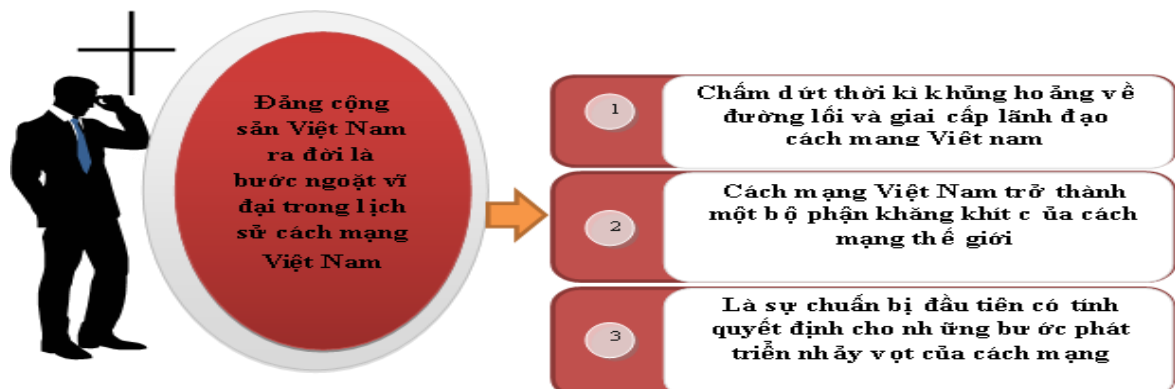 Đảng cộng
sản Việt Nam
ra đời là
bước ngoặt vĩ
đại trong lịch
sử cách mạng
Việt Nam
1
Chấm dứt thời kì khủng hoảng về
đường lối và giai cấp lãnh đạo
cách mang Viêt nam
2
Cách mạng Việt Nam trở thành
một bộ phận khăng khít của cách
mạng thế giới
3
Là sự chuẩn bị đầu tiên có tính
quyết định cho những bước phát
triển nhảy vọt của cách mạng